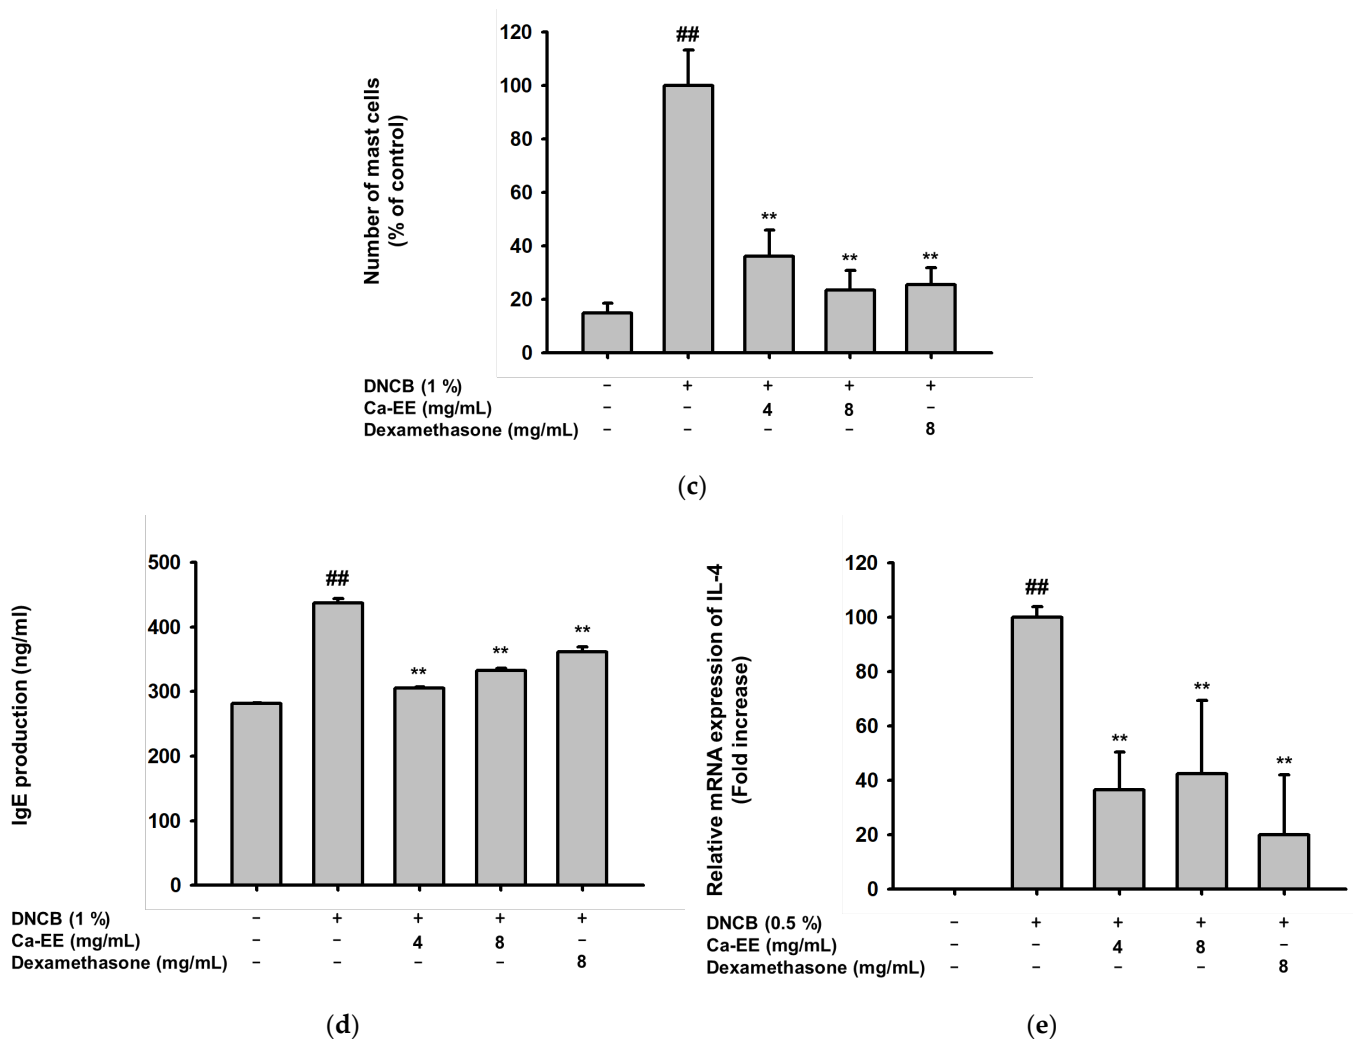 Number of mast cells
(% of control)
120
100
80
60
40
20
0
##
**
**
**
DNCB (1 %) − + + + +
Ca-EE (mg/mL) − − 4 8 −
Dexamethasone (mg/mL) − − − − 8
(c)
IgE production (ng/ml)
500
400
300
200
100
0
##
**
**
**
DNCB (1 %) − + + + +
Ca-EE (mg/mL) − − 4 8 −
Dexamethasone (mg/mL) − − − − 8
(d)
Relative mRNA expression of IL-4
(Fold increase)
120
100
80
60
40
20
0
##
**
**
**
DNCB (0.5 %) − + + + +
Ca-EE (mg/mL) − − 4 8 −
Dexamethasone (mg/mL) − − − − 8
(e)